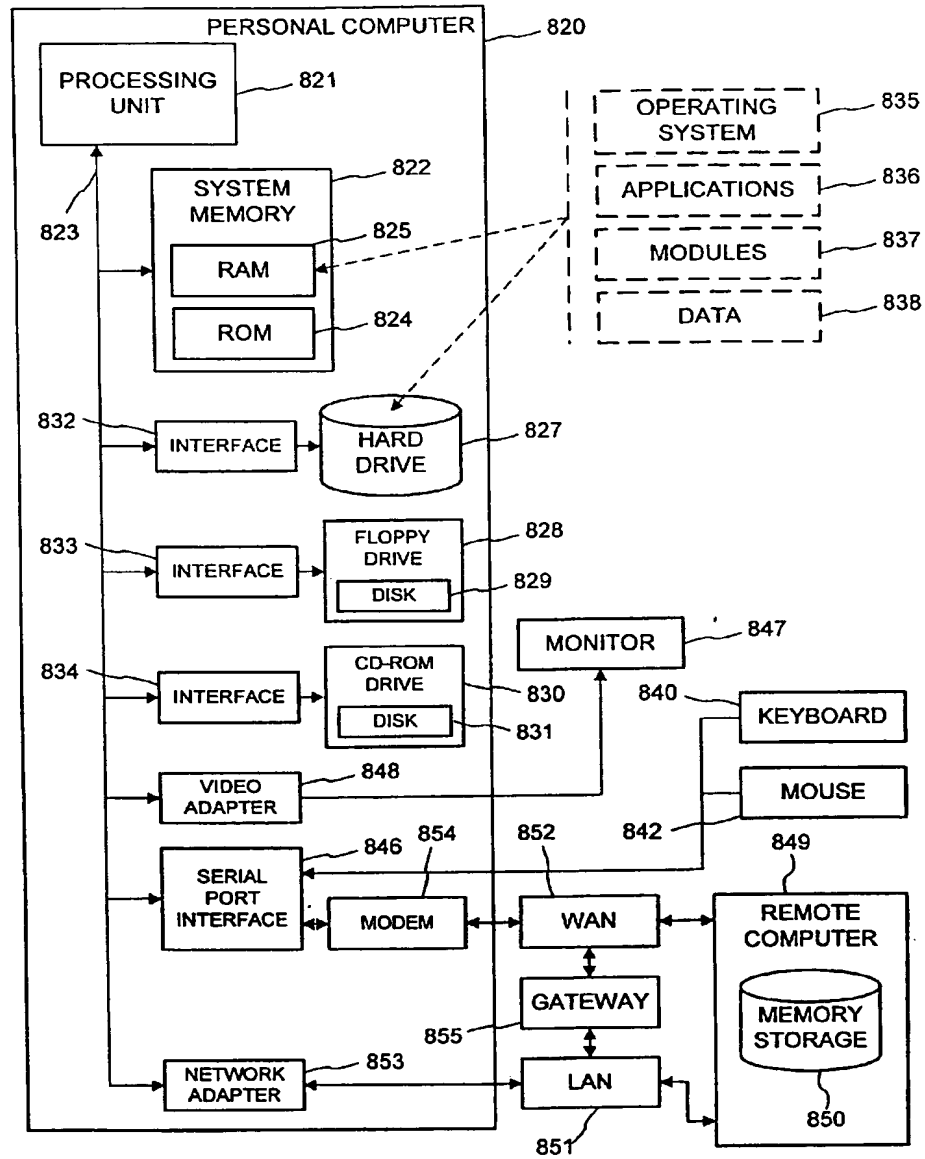 PERSONAL COMPUTER
820
PROCESSING
UNIT
821
823
SYSTEM
MEMORY
822
825
RAM
ROM
824
OPERATING
SYSTEM
835
APPLICATIONS
836
MODULES
837
DATA
838
832
INTERFACE
HARD
DRIVE
827
833
INTERFACE
FLOPPY
DRIVE
828
DISK
829
834
INTERFACE
CD-ROM
DRIVE
830
DISK
831
MONITOR
847
840
KEYBOARD
MOUSE
842
VIDEO
ADAPTER
848
846
SERIAL
PORT
INTERFACE
854
MODEM
852
WAN
GATEWAY
855
LAN
851
849
REMOTE
COMPUTER
MEMORY
STORAGE
850
NETWORK
ADAPTER
853